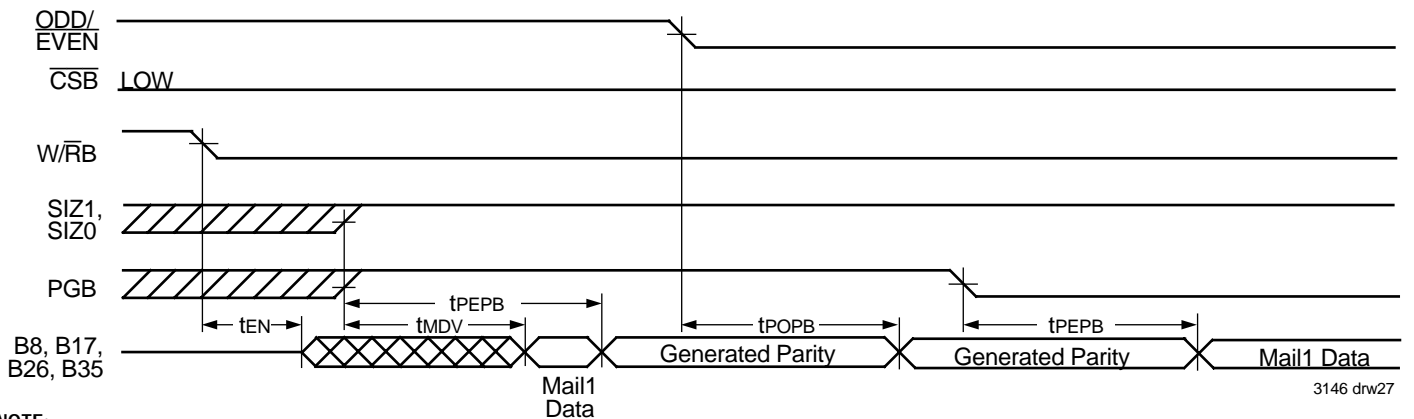 ODD/
EVEN
CSB LOW
W/RB
SIZ1,
SIZ0
PGB
tEN
tPEPB
tMDV
tPOPB
tPEPB
B8, B17,
B26, B35
Generated Parity
Generated Parity
Mail1 Data
Mail1
Data
3146 drw27